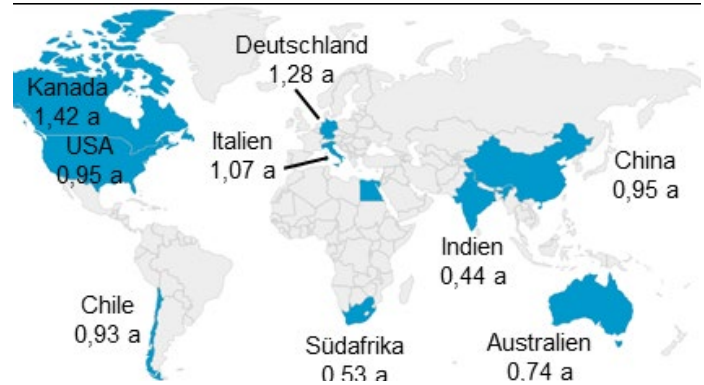 Deutschland
1,28 a
Kanada
1,42 a
USA
0,95 a
Italien
1,07 a
China
0,95 a
Indien
0,44 a
Chile
0,93 a
Südafrika
0,53 a
Australien
0,74 a